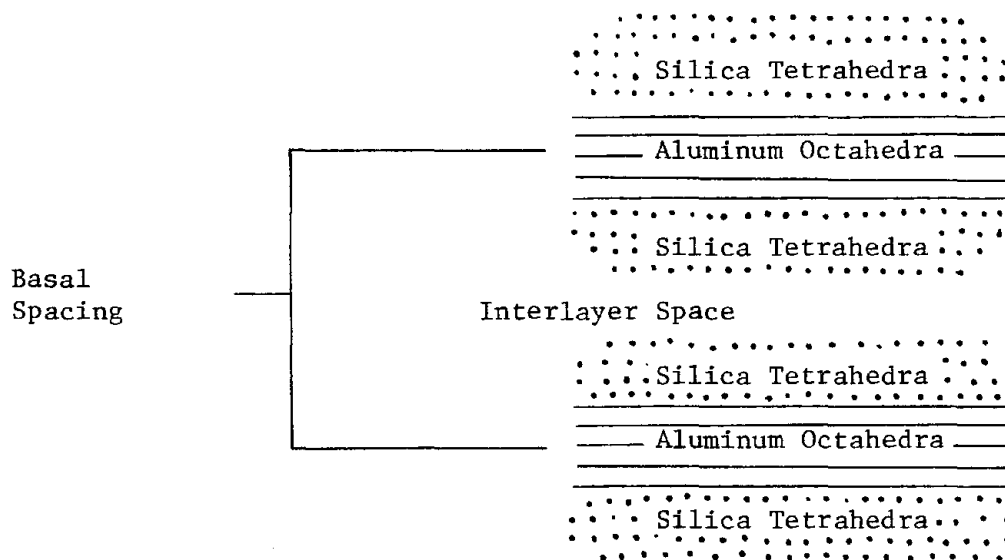 Silica Tetrahedra
Aluminum Octahedra
Silica Tetrahedra
Basal
Spacing
Interlayer Space
Silica Tetrahedra
Aluminum Octahedra
Silica Tetrahedra